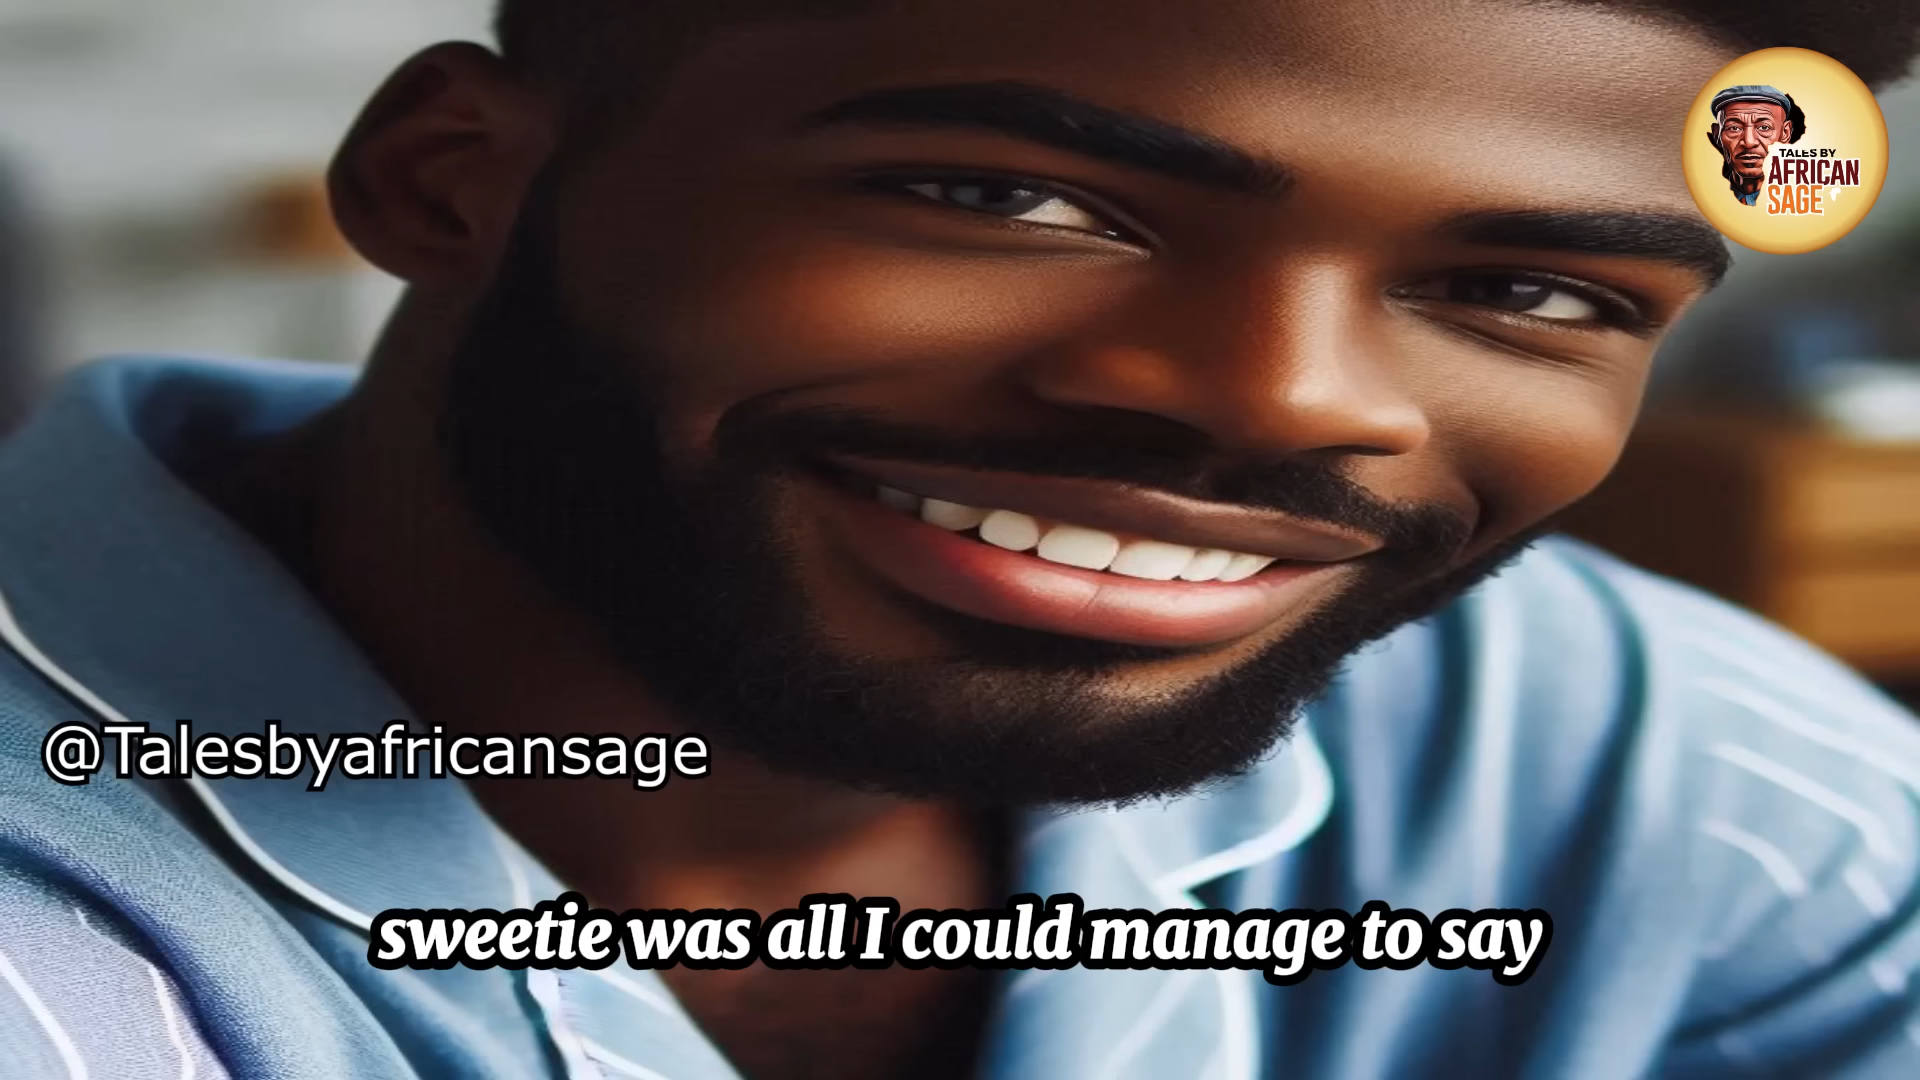 TALES BY
AFRICAN
SAGE
@Talesbyafricansage
sweetie was all I could manage to say